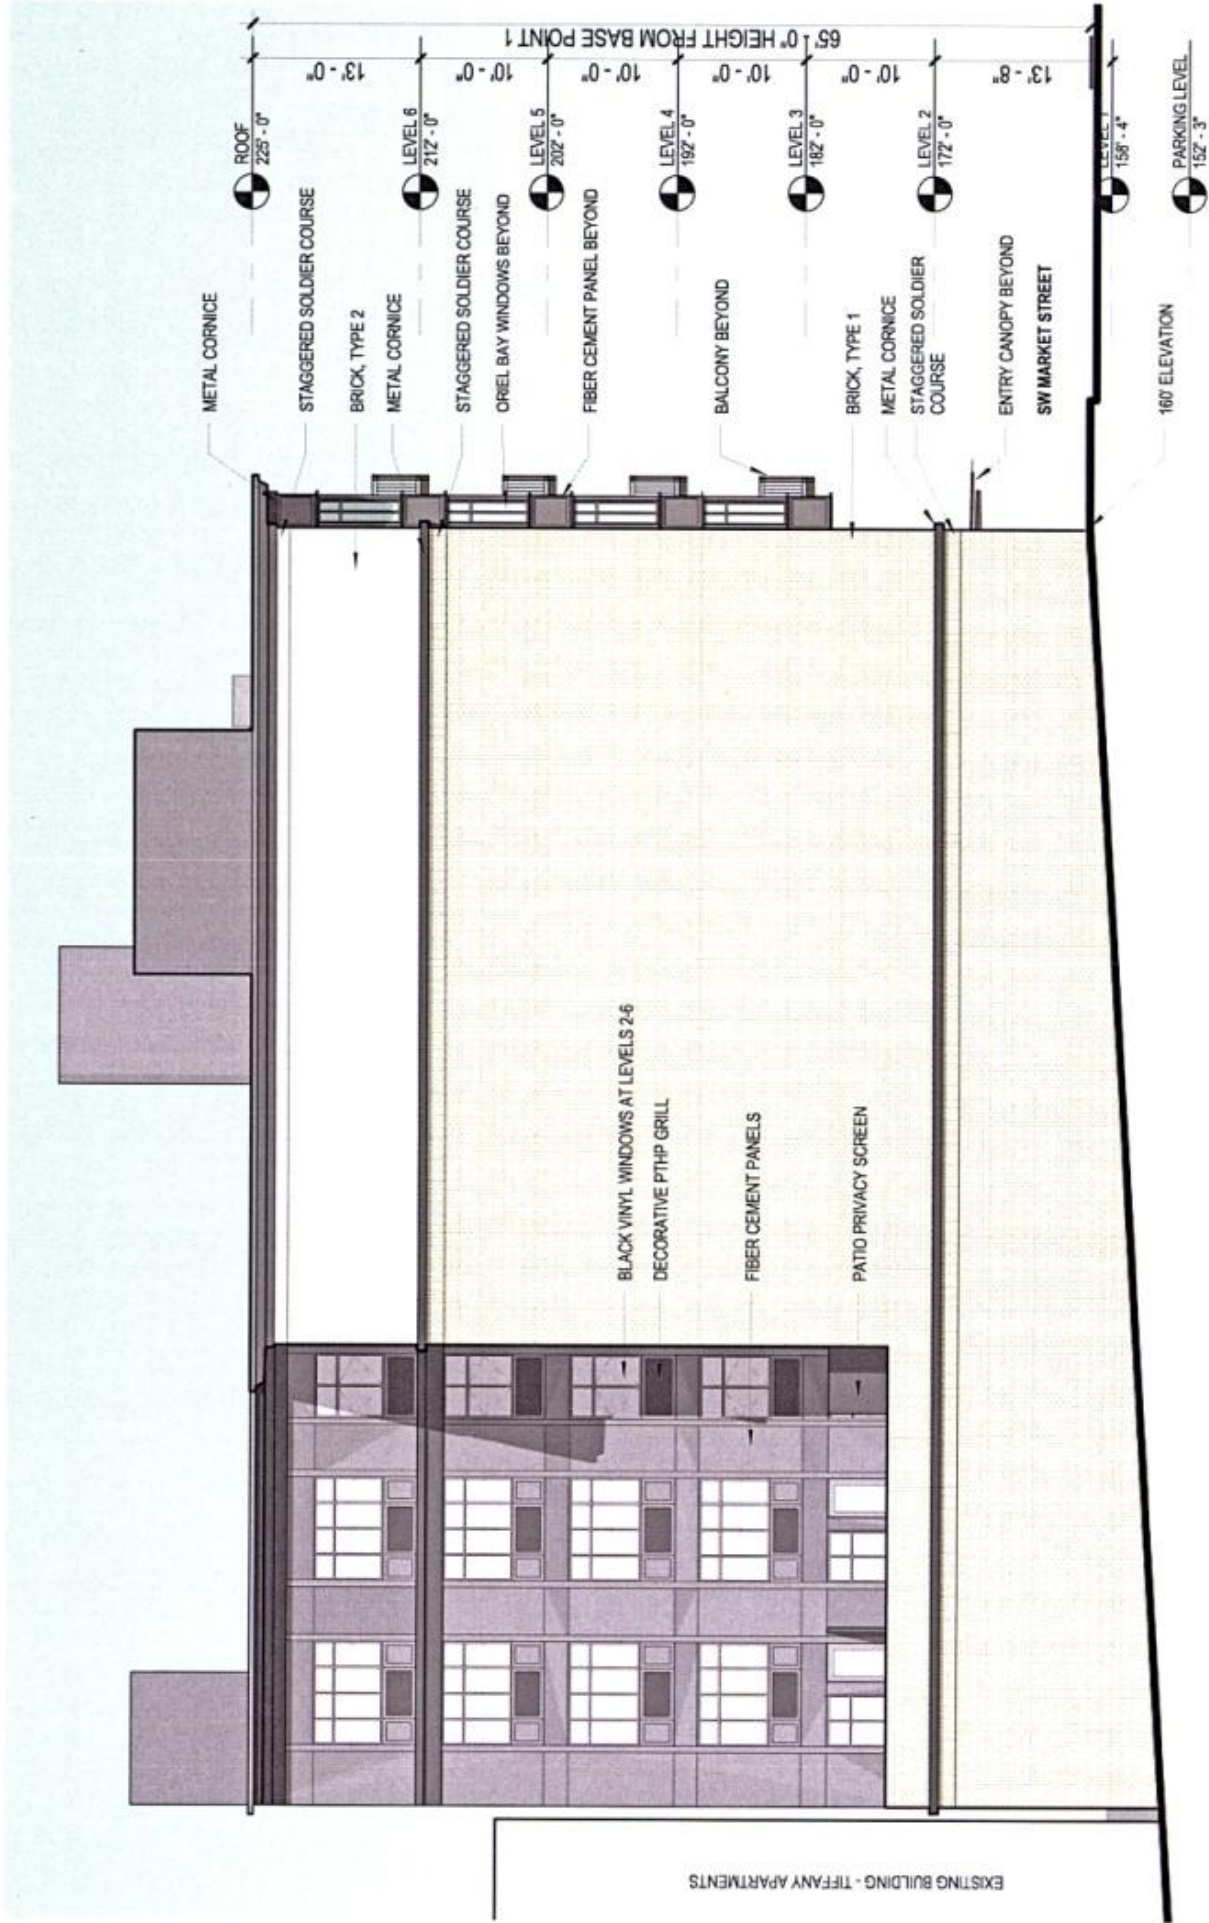 65' - 0" HEIGHT FROM BASE POINT 1
13' - 0"
10' - 0"
10' - 0"
10' - 0"
10' - 0"
13' - 8"
ROOF
225' - 0"
LEVEL 6
212' - 0"
LEVEL 5
202' - 0"
LEVEL 4
192' - 0"
LEVEL 3
182' - 0"
LEVEL 2
172' - 0"
LEVEL 1
158' - 4"
PARKING LEVEL
152' - 3"
METAL CORNICE
STAGGERED SOLDIER COURSE
BRICK, TYPE 2
METAL CORNICE
STAGGERED SOLDIER COURSE
ORIEL BAY WINDOWS BEYOND
FIBER CEMENT PANEL BEYOND
BALCONY BEYOND
BRICK, TYPE 1
METAL CORNICE
STAGGERED SOLDIER
COURSE
ENTRY CANOPY BEYOND
SW MARKET STREET
160' ELEVATION
BLACK VINYL WINDOWS AT LEVELS 2-6
DECORATIVE PTHP GRILL
FIBER CEMENT PANELS
PATIO PRIVACY SCREEN
EXISTING BUILDING - TIFFANY APARTMENTS